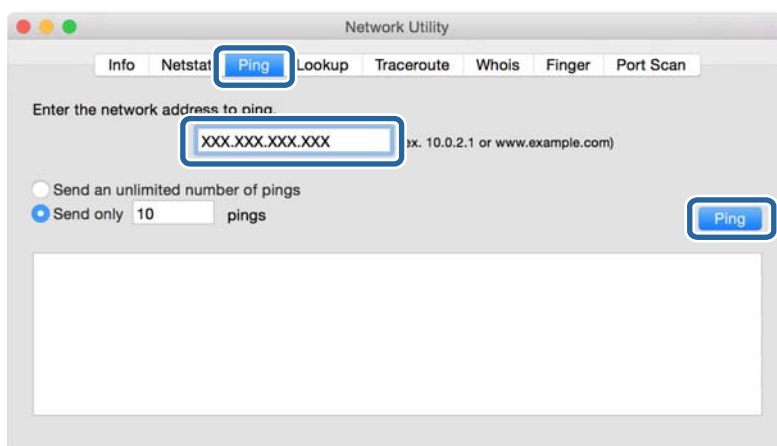 Network Utility
Info Netstat Ping Lookup Traceroute Whois Finger Port Scan
Enter the network address to ping.
XXX.XXX.XXX.XXX ex. 10.0.2.1 or www.example.com)
Send an unlimited number of pings
Send only 10 pings
Ping